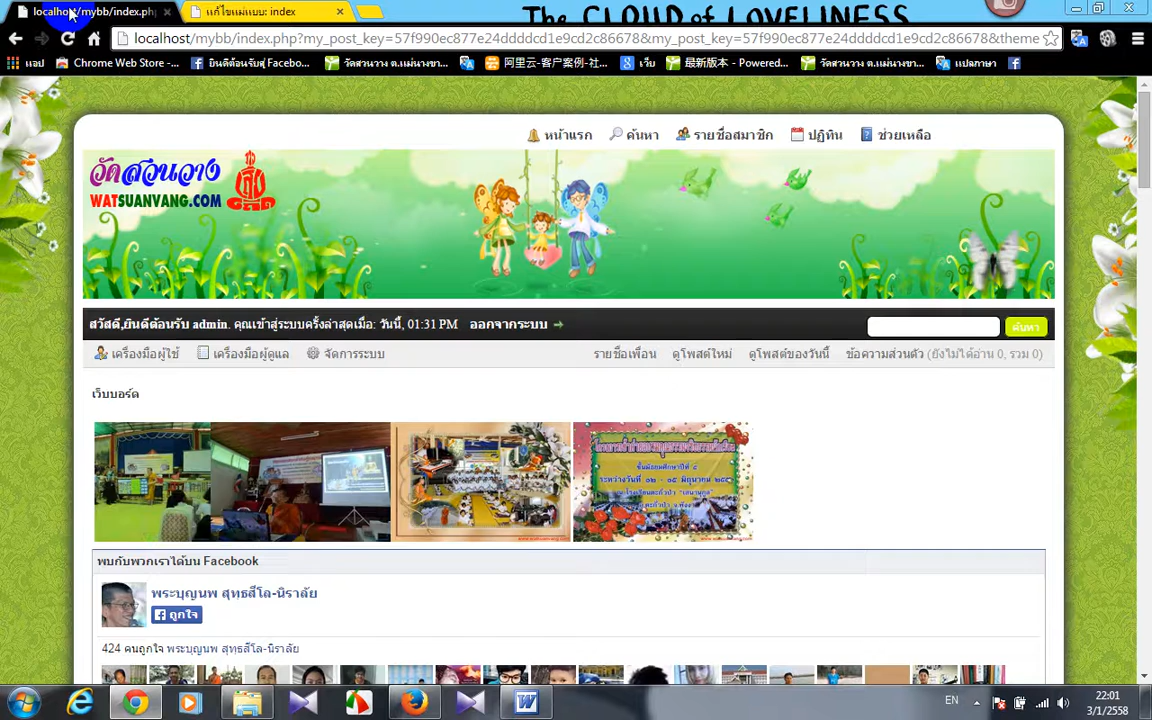 localhost/mybb/index.ph
แก้ไขแม่แบบ: index
The CLOUD of LOVELINESS
localhost/mybb/index.php?my_post_key=57f990ec877e24ddddcd1e9cd2c86678&my_post_key=57f990ec877e24ddddcd1e9cd2c86678&theme
แอป
Chrome Web Store -...
ยินดีต้อนรับสู่ Facebo...
วัดสวนวาง ต.แม่นางขา...
阿里云-客户案例-社...
เว็บ
最新版本 - Powered...
วัดสวนวาง ต.แม่นางขา...
แปลภาษา
หน้าแรก
ค้นหา
รายชื่อสมาชิก
ปฏิทิน
ช่วยเหลือ
วัดสวนวาง
WATSUANVANG.COM
สวัสดี,ยินดีต้อนรับ admin. คุณเข้าสู่ระบบครั้งล่าสุดเมื่อ: วันนี้, 01:31 PM ออกจากระบบ
ค้นหา
เครื่องมือผู้ใช้
เครื่องมือผู้ดูแล
จัดการระบบ
รายชื่อเพื่อน
ดูโพสต์ใหม่
ดูโพสต์ของวันนี้
ข้อความส่วนตัว (ยังไม่ได้อ่าน 0, รวม 0)
เว็บบอร์ด
www.watsuanvang.com
พบกับพวกเราได้บน Facebook
พระบุญนพ สุทธสีโล-นิราลัย
ถูกใจ
424 คนถูกใจ พระบุญนพ สุทธสีโล-นิราลัย
EN
22:01
3/1/2558